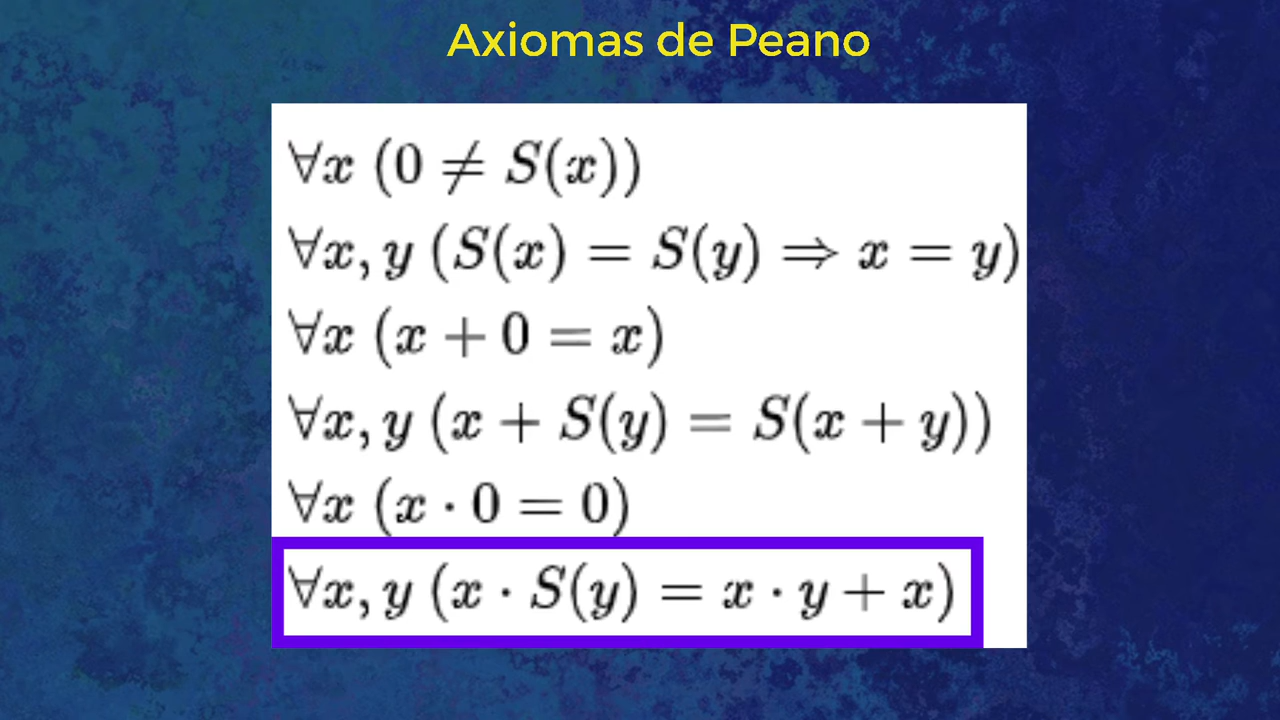 Axiomas de Peano
∀x (0 ≠ S(x))
∀x, y (S(x) = S(y) ⇒ x = y)
∀x (x + 0 = x)
∀x, y (x + S(y) = S(x + y))
∀x (x · 0 = 0)
∀x, y (x · S(y) = x · y + x)